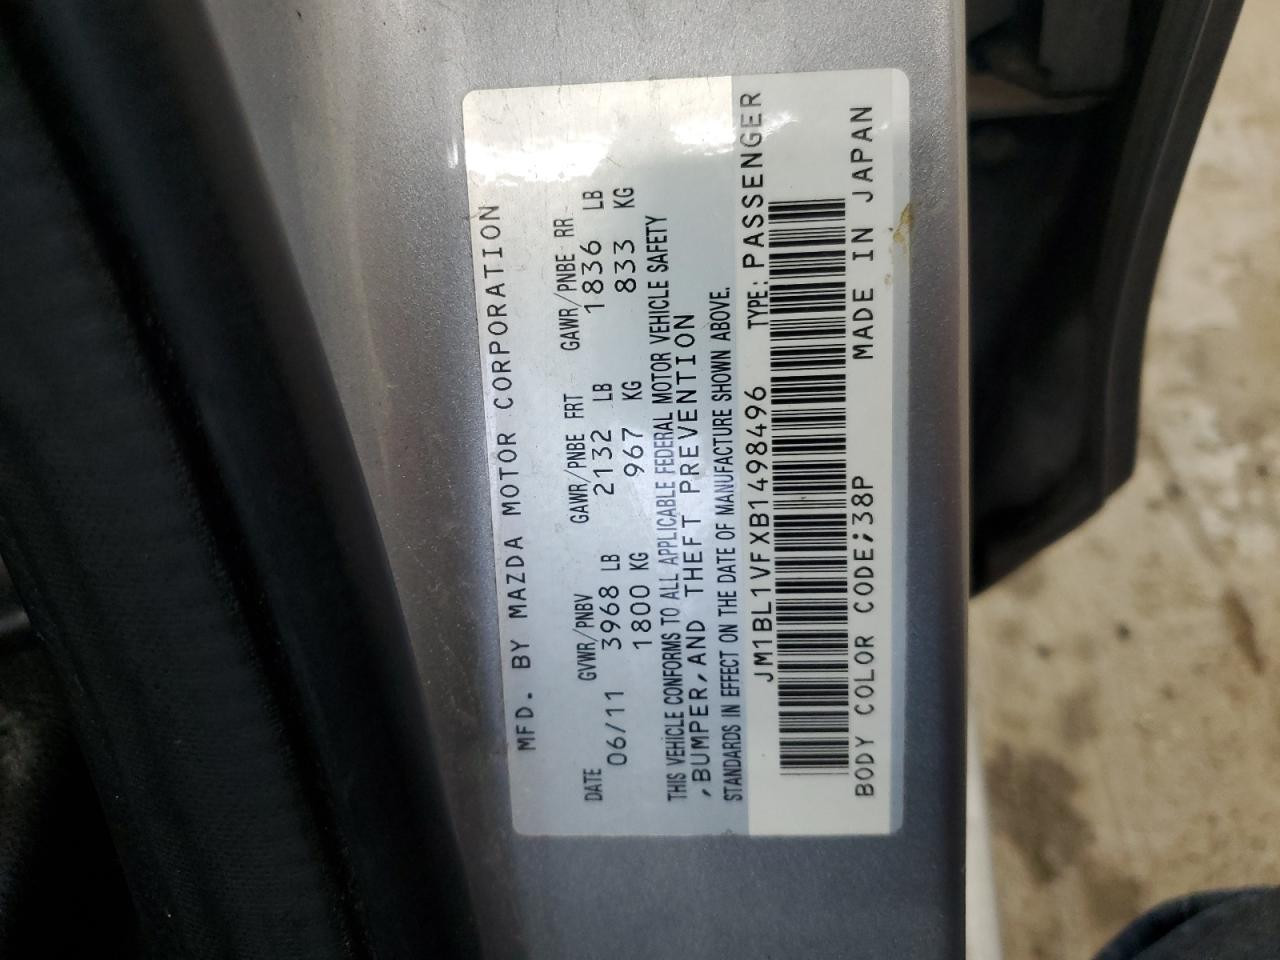 MFD. BY MAZDA MOTOR CORPORATION
DATE GVWR/PNBV GAWR/PNBE FRT GAWR/PNBE RR
06/11 3968 LB 2132 LB 1836 LB
1800 KG 967 KG 833 KG
THIS VEHICLE CONFORMS TO ALL APPLICABLE FEDERAL MOTOR VEHICLE SAFETY
,BUMPER,AND THEFT PREVENTION
STANDARDS IN EFFECT ON THE DATE OF MANUFACTURE SHOWN ABOVE.
JM1BL1VFXB1498496 TYPE:PASSENGER
BODY COLOR CODE;38P MADE IN JAPAN